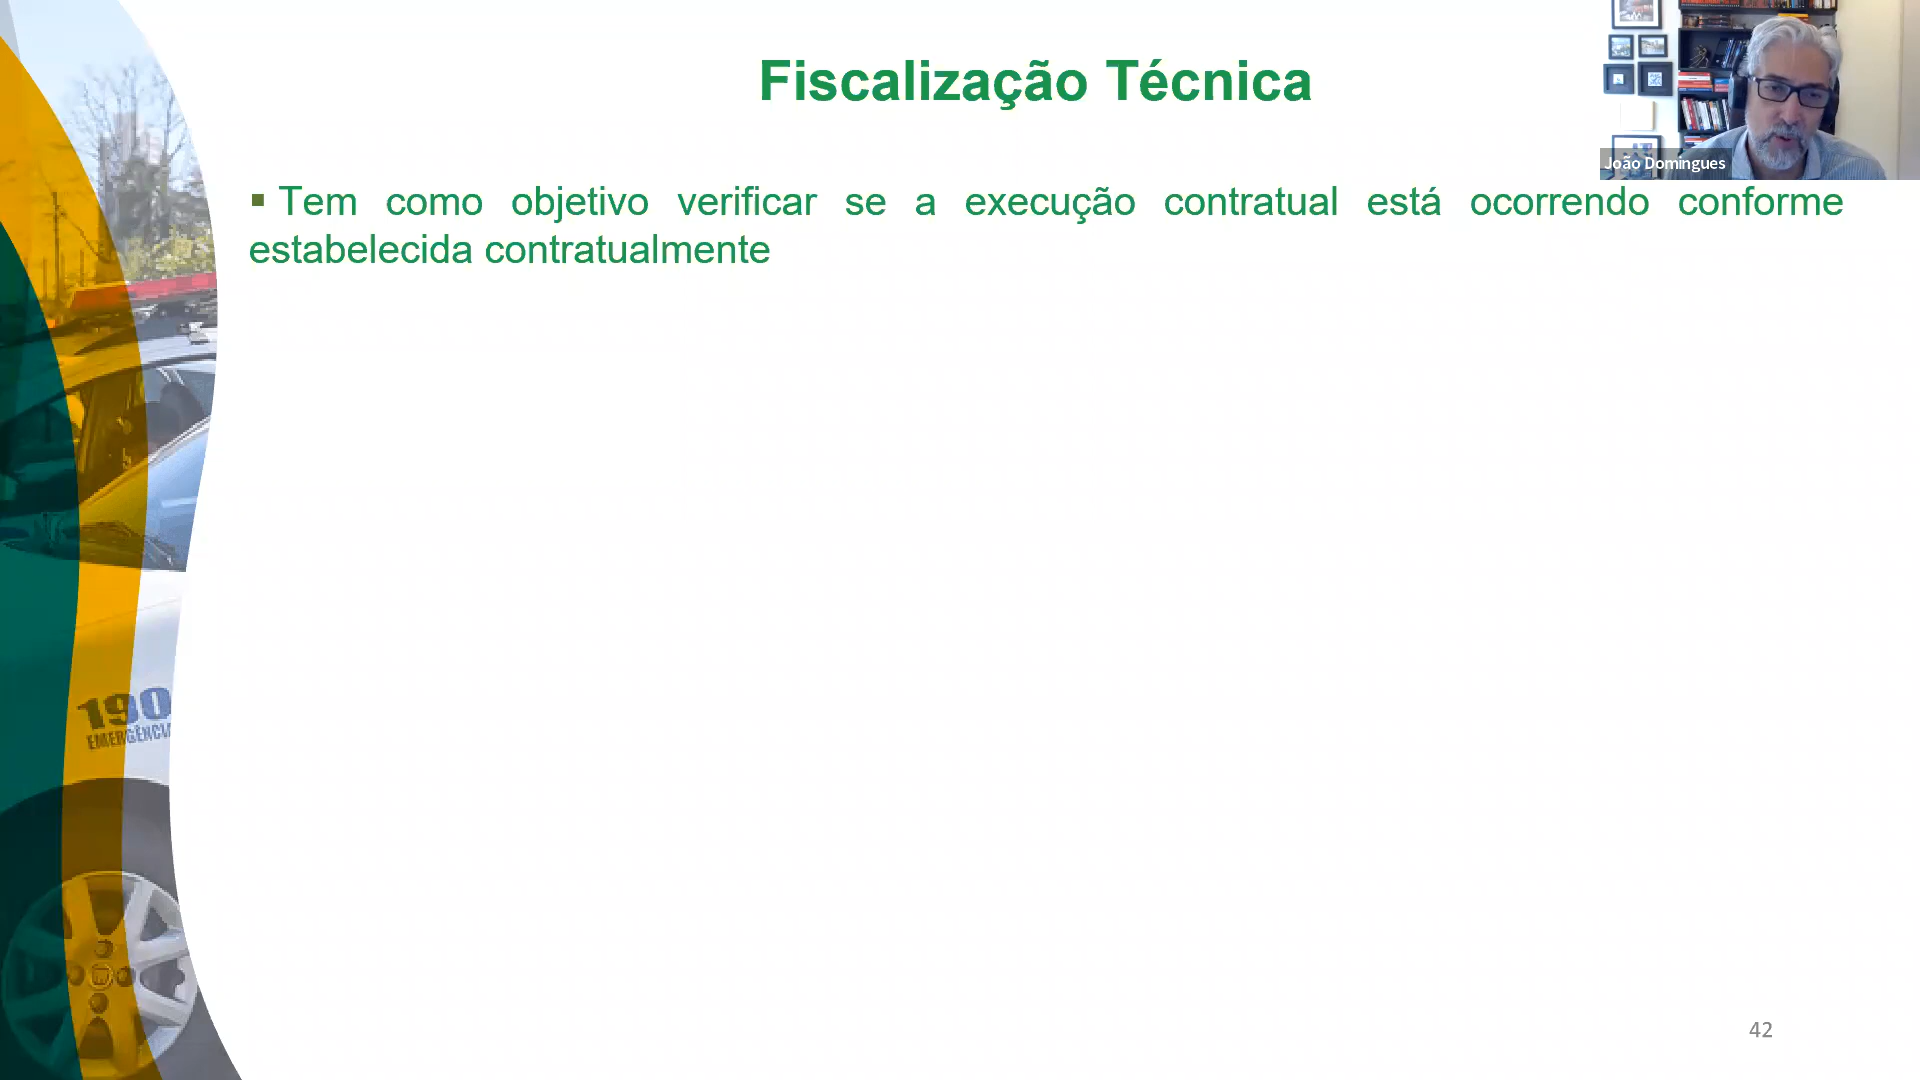 Fiscalização Técnica
João Domingues
▪ Tem como objetivo verificar se a execução contratual está ocorrendo conforme
estabelecida contratualmente
190
EMERGÊNCIA
42